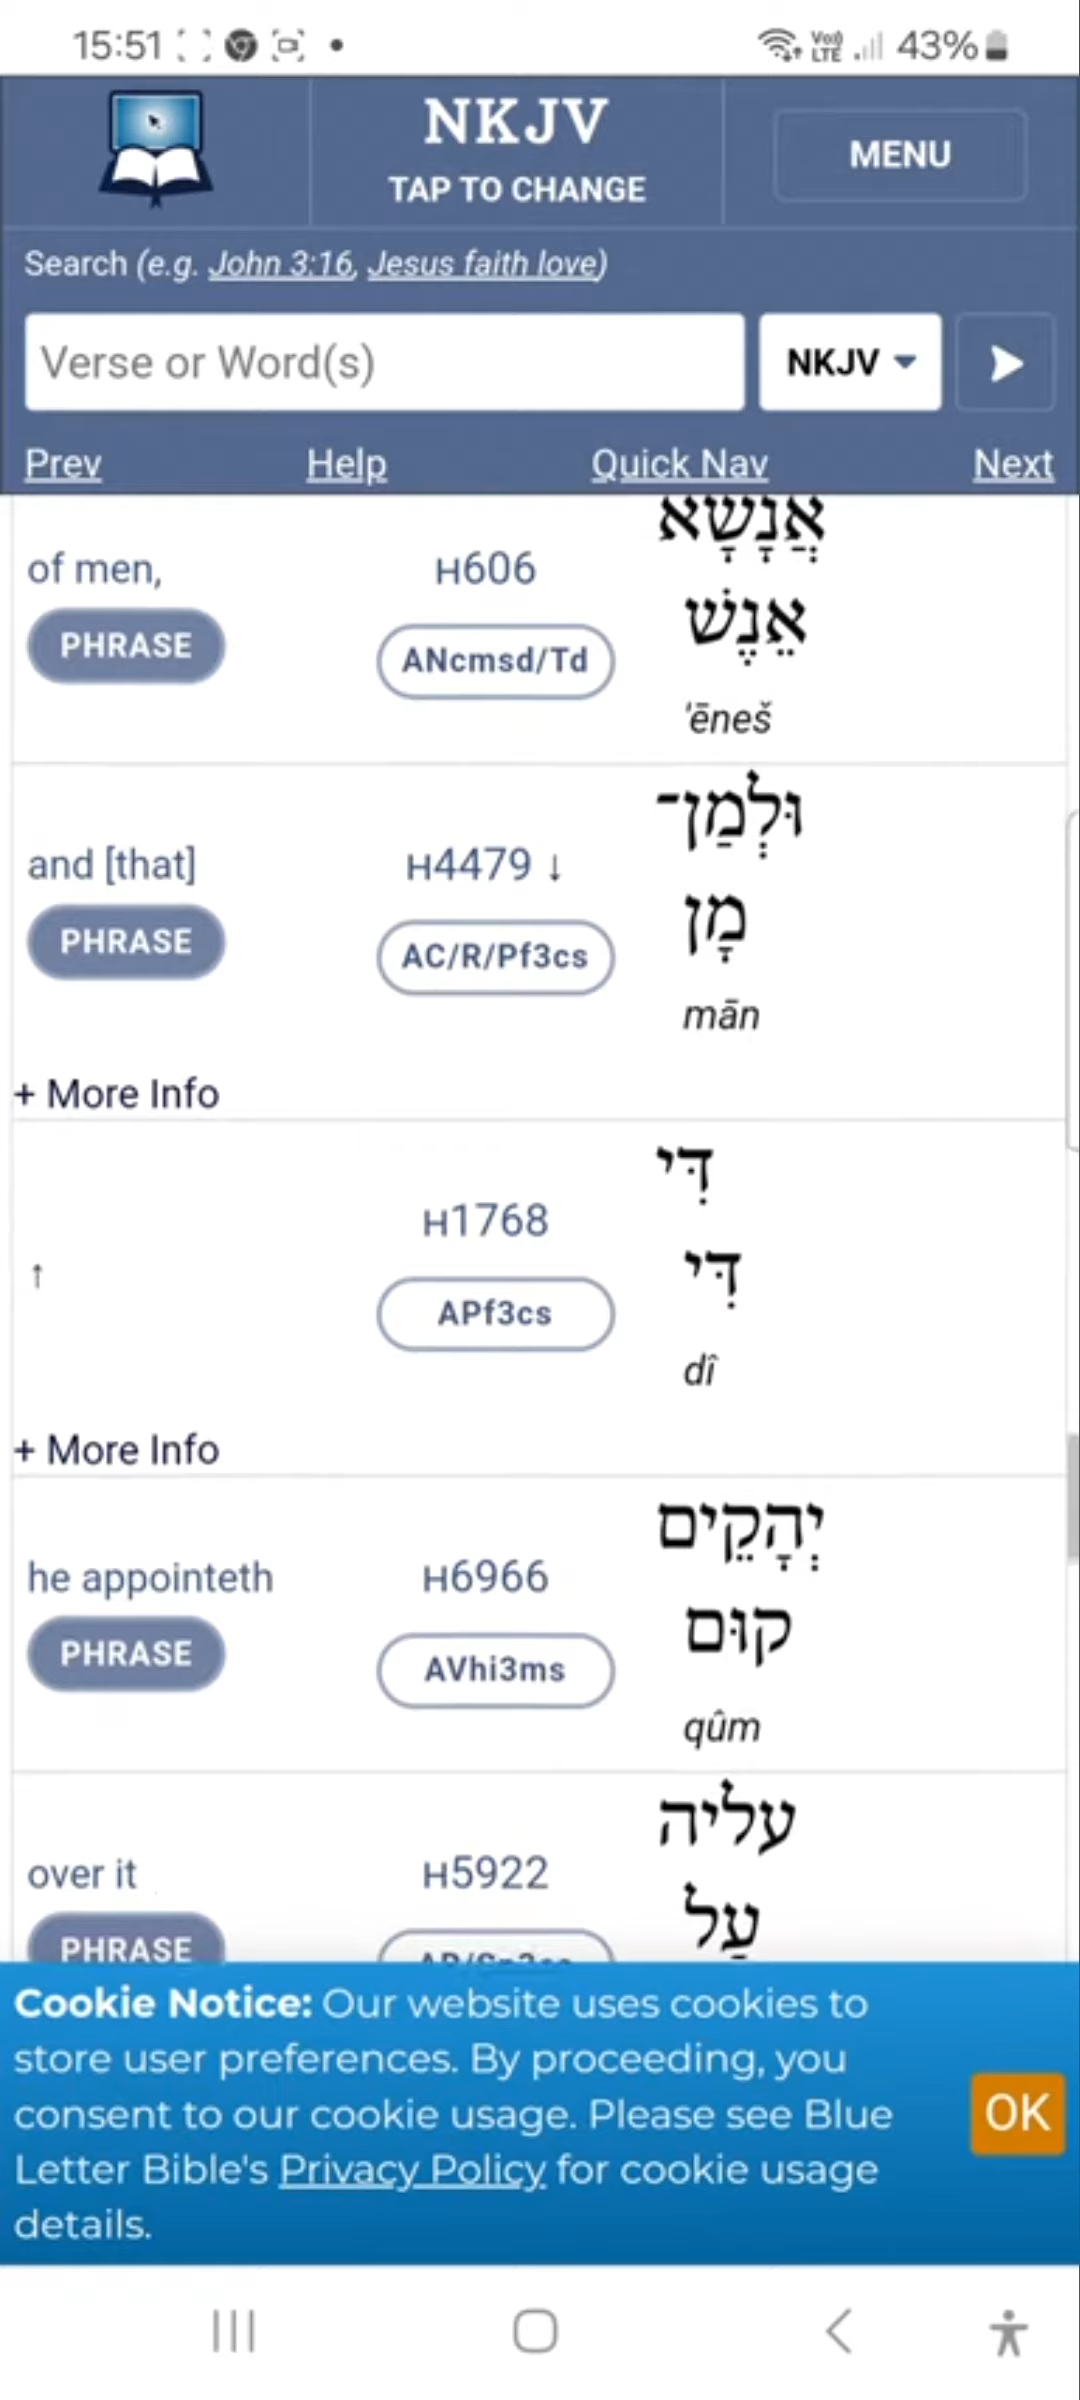 15:51 43%
Vo)) LTE
NKJV
TAP TO CHANGE
MENU
Search (e.g. John 3:16, Jesus faith love)
Verse or Word(s)
NKJV
Prev Help Quick Nav Next
אֲנָשָׁא
of men, H606
PHRASE ANcmsd/Td
אֵנֶשׁ
'ēneš
וּלְמַן־
and [that] H4479 ↓
PHRASE AC/R/Pf3cs
מָן
mān
+ More Info
דִּי
H1768
↑
APf3cs
דִּי
dî
+ More Info
יְהָקֵים
he appointeth H6966
PHRASE AVhi3ms
קוּם
qûm
עליה
over it H5922
PHRASE
עַל
Cookie Notice: Our website uses cookies to
store user preferences. By proceeding, you
consent to our cookie usage. Please see Blue
Letter Bible's Privacy Policy for cookie usage
details.
OK